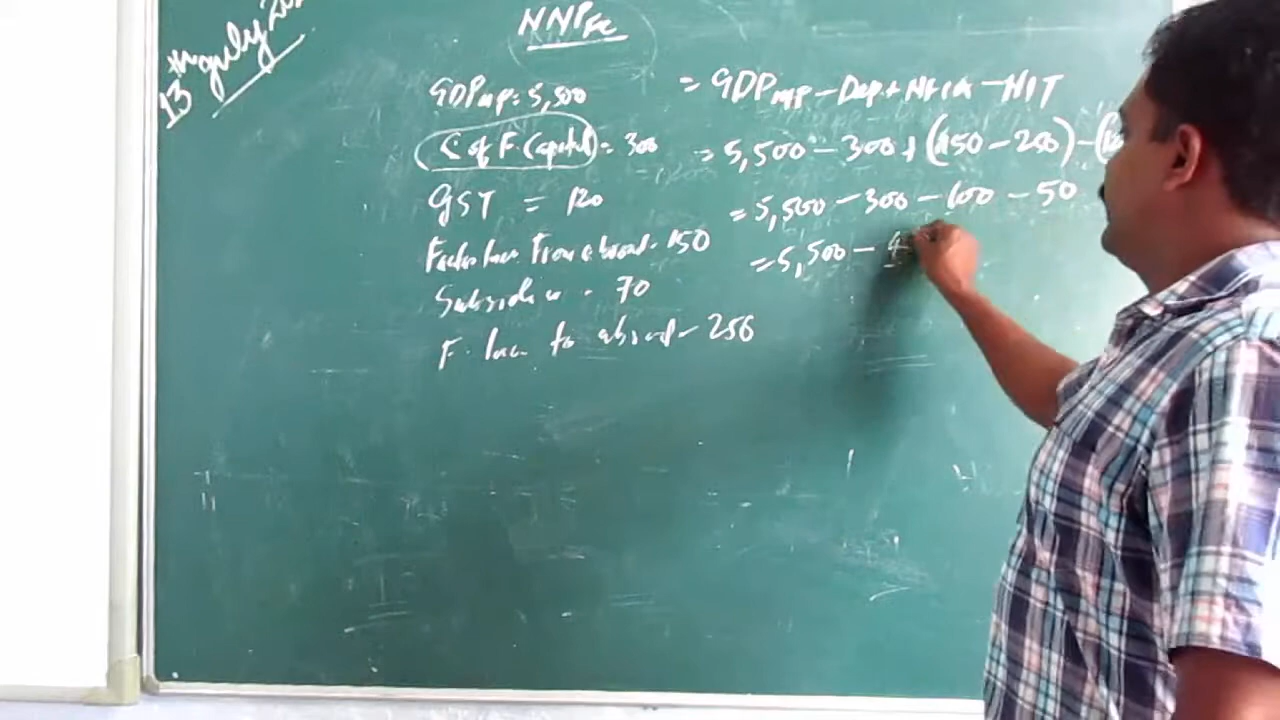 13th July
NNPFC
GDPMP = 5,500
C of F. Capital = 300
GST = 120
Factor Inc From abroad - 150
Subsidies - 70
F. Inc to abroad - 250
= GDPMP - Dep + NFIA - NIT
= 5,500 - 300 + (150 - 250) - (
= 5,500 - 300 - 100 - 50
= 5,500 - 4